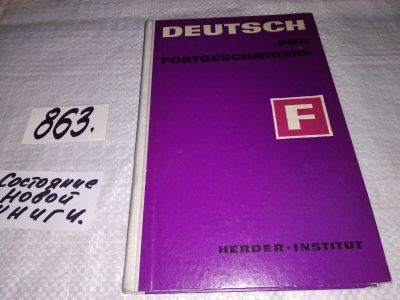 DEUTSCH
FÜR
FORTGESCHRITTENE
F
HERDER-INSTITUT
863.
Состояние
новой
книги.